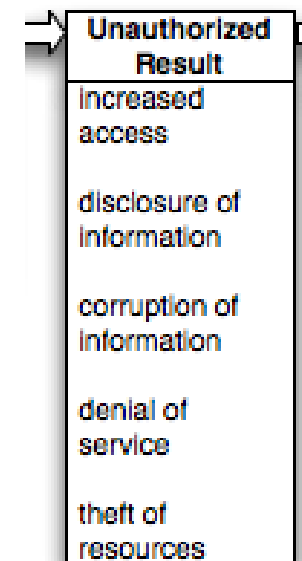 Unauthorized
Result
increased
access
disclosure of
information
corruption of
information
denial of
service
theft of
resources